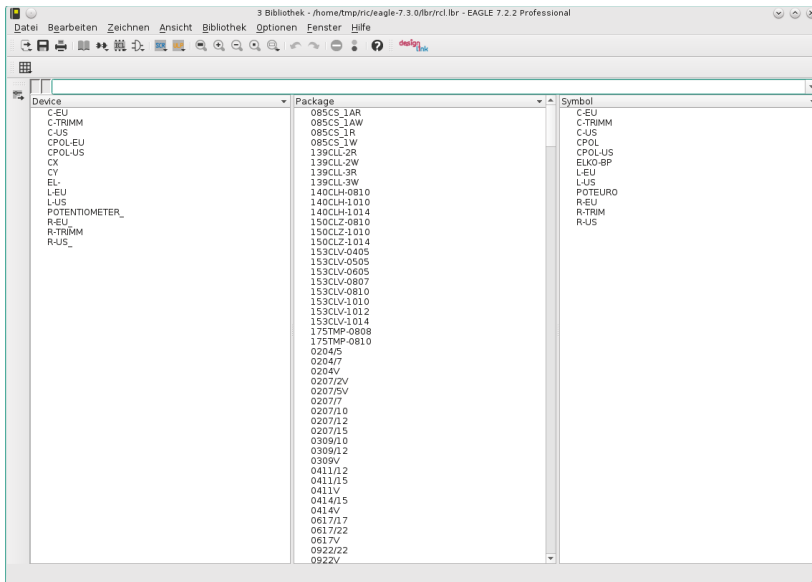 3 Bibliothek - /home/tmp/ric/eagle-7.3.0/lbr/rcl.lbr - EAGLE 7.2.2 Professional
Datei Bearbeiten Zeichnen Ansicht Bibliothek Optionen Fenster Hilfe
design link
Device
C-EU
C-TRIMM
C-US
CPOL-EU
CPOL-US
CX
CY
EL-
L-EU
L-US
POTENTIOMETER_
R-EU_
R-TRIMM
R-US_
Package
085CS_1AR
085CS_1AW
085CS_1R
085CS_1W
139CLL-2R
139CLL-2W
139CLL-3R
139CLL-3W
140CLH-0810
140CLH-1010
140CLH-1014
150CLZ-0810
150CLZ-1010
150CLZ-1014
153CLV-0405
153CLV-0505
153CLV-0605
153CLV-0807
153CLV-0810
153CLV-1010
153CLV-1012
153CLV-1014
175TMP-0808
175TMP-0810
0204/5
0204/7
0204V
0207/2V
0207/5V
0207/7
0207/10
0207/12
0207/15
0309/10
0309/12
0309V
0411/12
0411/15
0411V
0414/15
0414V
0617/17
0617/22
0617V
0922/22
0922V
Symbol
C-EU
C-TRIMM
C-US
CPOL
CPOL-US
ELKO-BP
L-EU
L-US
POTEURO
R-EU
R-TRIM
R-US